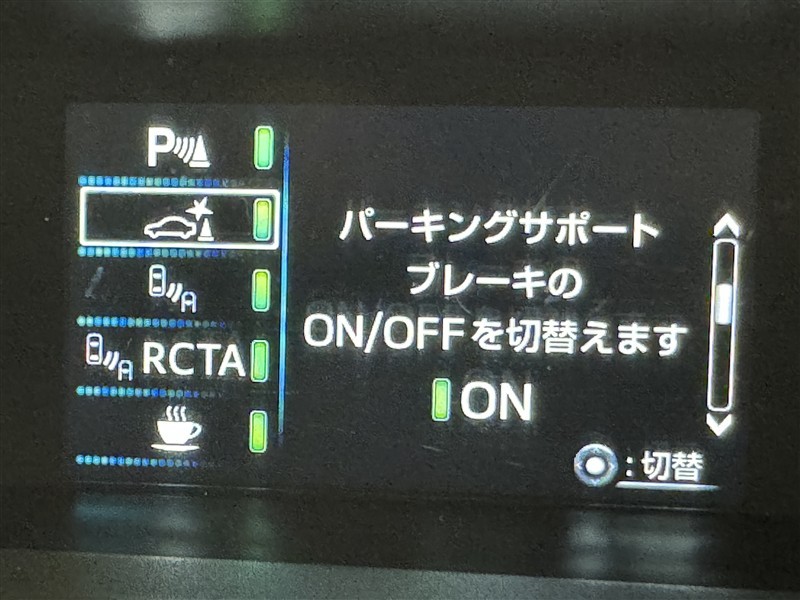 P
RCTA
パーキングサポート
ブレーキの
ON/OFFを切替えます
ON
:切替